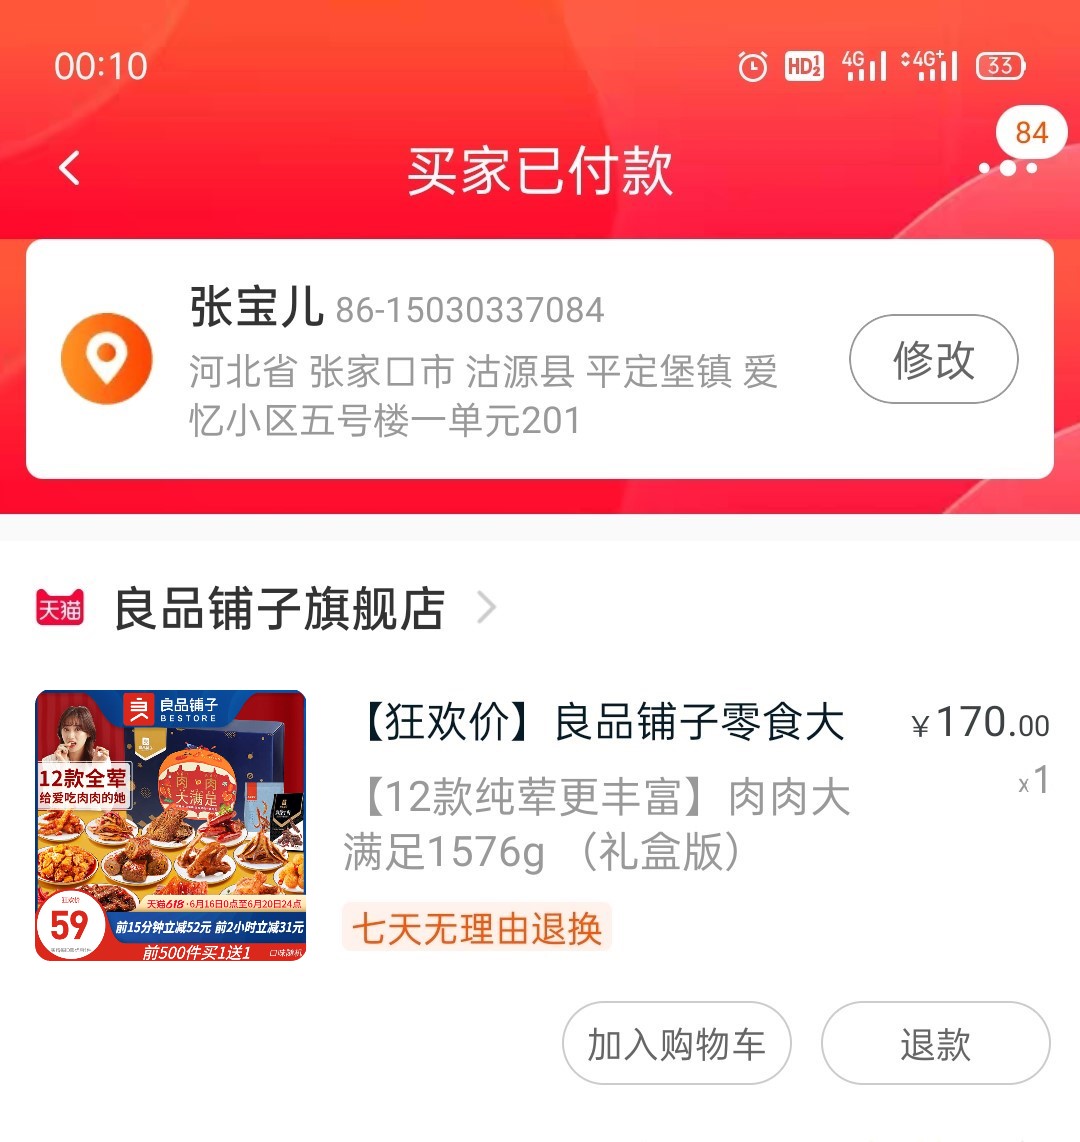 00:10
HD 1 2 4G 4G+ 33
84
买家已付款
张宝儿 86-15030337084
河北省 张家口市 沽源县 平定堡镇 爱
忆小区五号楼一单元201
修改
天猫 良品铺子旗舰店
良品铺子
BESTORE
12款全荤
给爱吃肉肉的她
肉肉
大满足
狂欢价
59
天猫618·6月16日0点至6月20日24点
前15分钟立减52元 前2小时立减31元
前500件买1送1
口味随机
【狂欢价】良品铺子零食大
¥170.00
【12款纯荤更丰富】肉肉大
x1
满足1576g （礼盒版）
七天无理由退换
加入购物车
退款